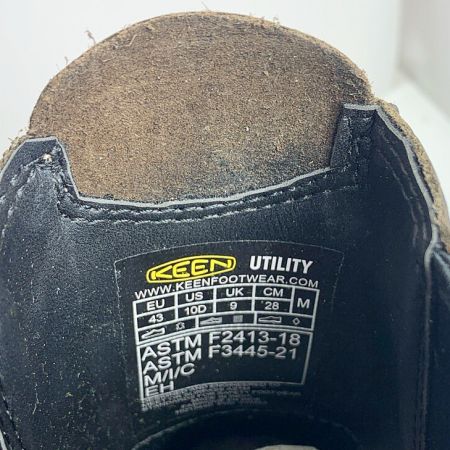 KEEN UTILITY
WWW.KEENFOOTWEAR.COM
EU US UK CM M
43 10D 9 28
ASTM F2413-18
ASTM F3445-21
M/I/C
EH